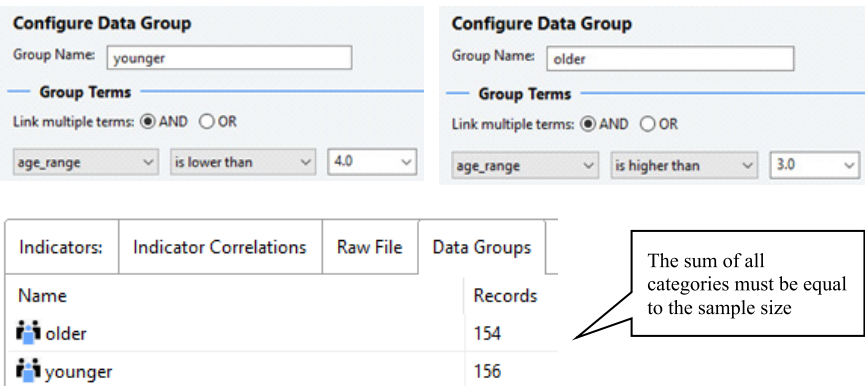 Configure Data Group
Group Name: younger
Group Terms
Link multiple terms: AND OR
age_range is lower than 4.0
Configure Data Group
Group Name: older
Group Terms
Link multiple terms: AND OR
age_range is higher than 3.0
Indicators: Indicator Correlations Raw File Data Groups
Name Records
older 154
younger 156
The sum of all
categories must be equal
to the sample size